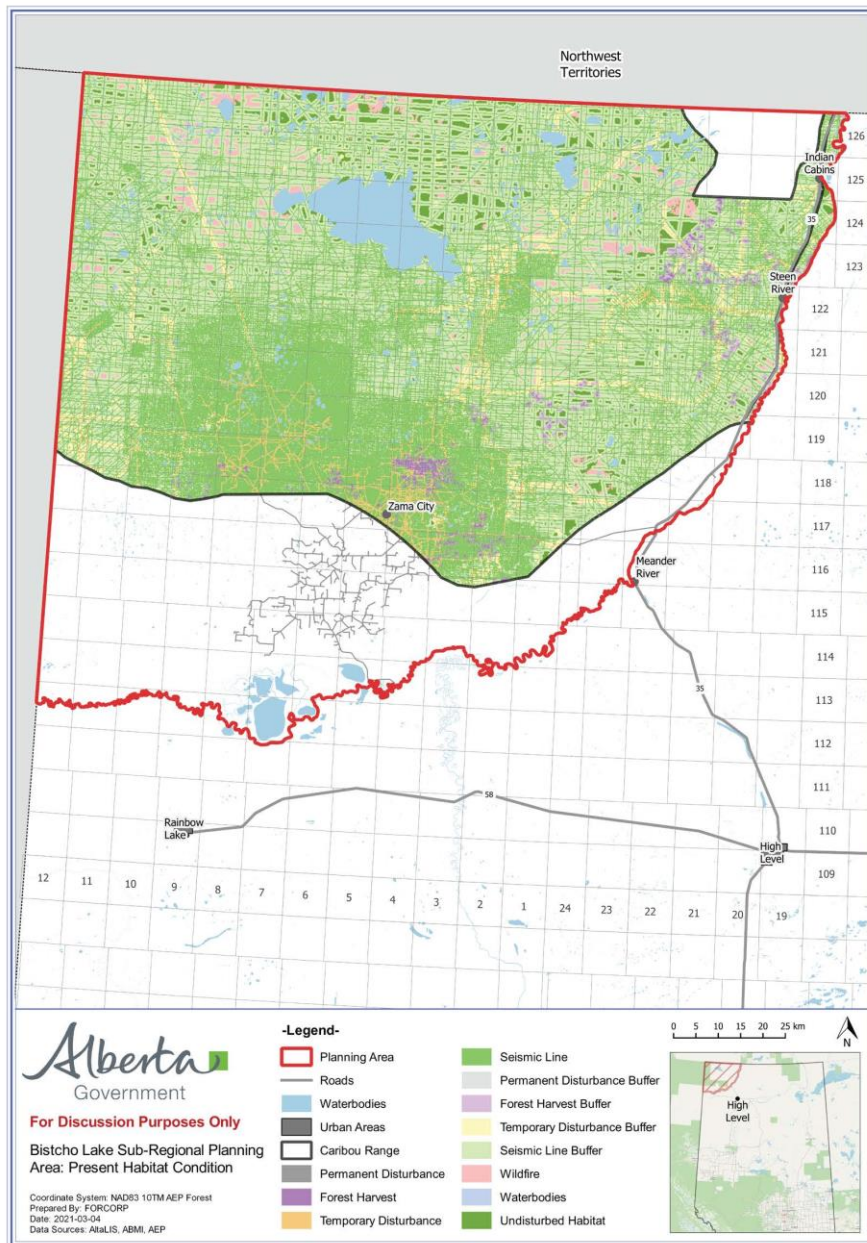 Northwest
Territories
126
Indian
Cabins
125
124
35
123
Steen
River
122
121
120
119
118
Zama City
117
Meander
River
116
115
114
35
113
112
111
58
Rainbow
Lake
110
High
Level
109
12 11 10 9 8 7 6 5 4 3 2 1 24 23 22 21 20 19
Alberta
Government
For Discussion Purposes Only
Bistcho Lake Sub-Regional Planning
Area: Present Habitat Condition
Coordinate System: NAD83 10TM AEP Forest
Prepared By: FORCORP
Date: 2021-03-04
Data Sources: AltaLIS, ABMI, AEP
-Legend-
Planning Area
Roads
Waterbodies
Urban Areas
Caribou Range
Permanent Disturbance
Forest Harvest
Temporary Disturbance
Seismic Line
Permanent Disturbance Buffer
Forest Harvest Buffer
Temporary Disturbance Buffer
Seismic Line Buffer
Wildfire
Waterbodies
Undisturbed Habitat
0 5 10 15 20 25 km
N
High
Level